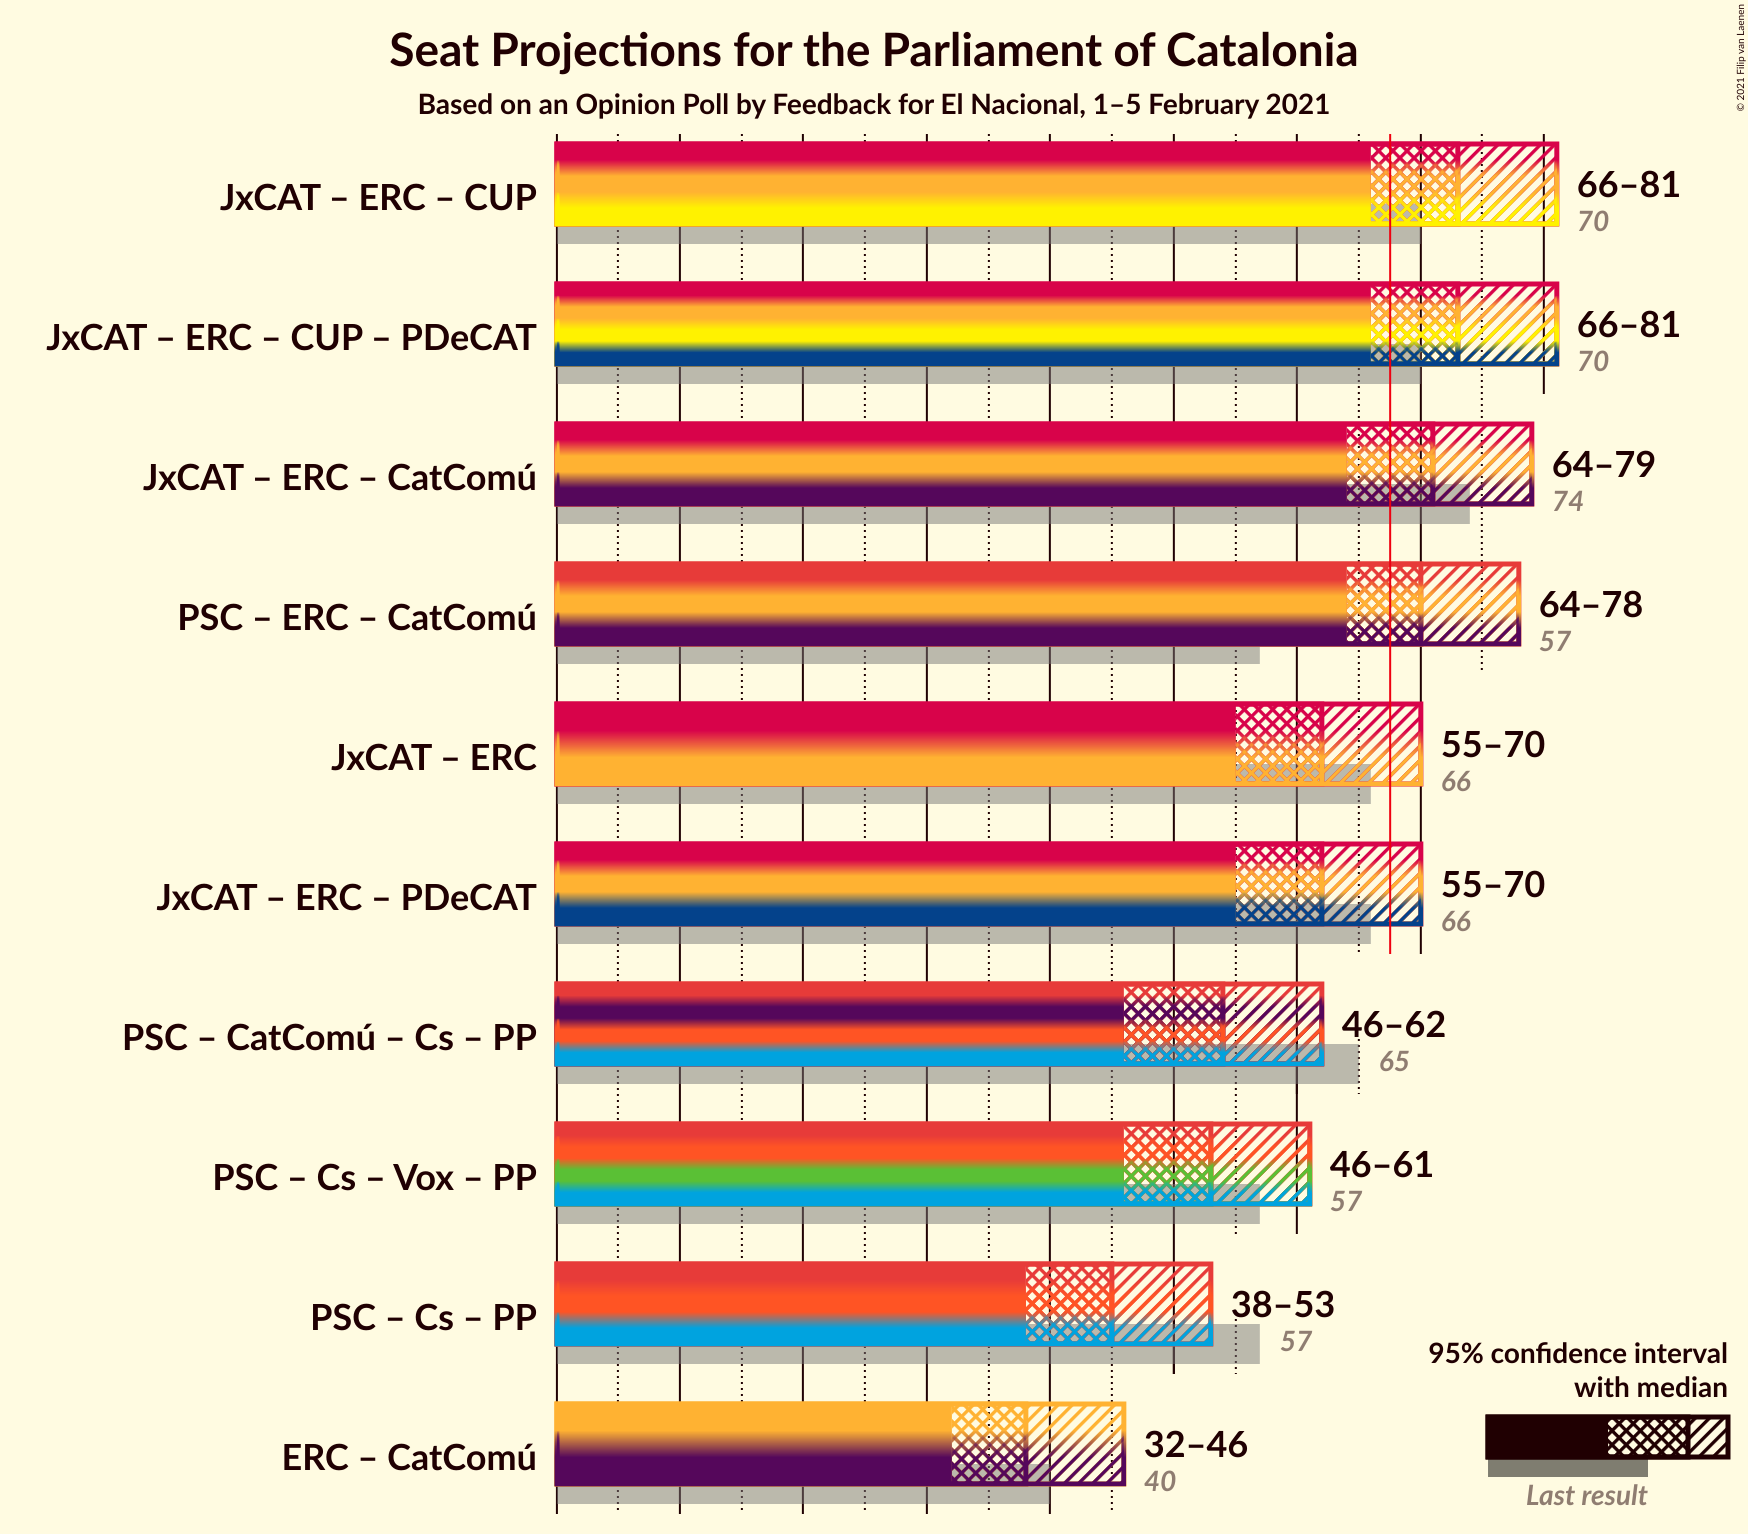 Seat Projections for the Parliament of Catalonia
Based on an Opinion Poll by Feedback for El Nacional, 1–5 February 2021
© 2021 Filip van Laenen
JxCAT – ERC – CUP
66–81
70
JxCAT – ERC – CUP – PDeCAT
66–81
70
JxCAT – ERC – CatComú
64–79
74
PSC – ERC – CatComú
64–78
57
JxCAT – ERC
55–70
66
JxCAT – ERC – PDeCAT
55–70
66
PSC – CatComú – Cs – PP
46–62
65
PSC – Cs – Vox – PP
46–61
57
PSC – Cs – PP
38–53
57
ERC – CatComú
32–46
40
95% confidence interval
with median
Last result